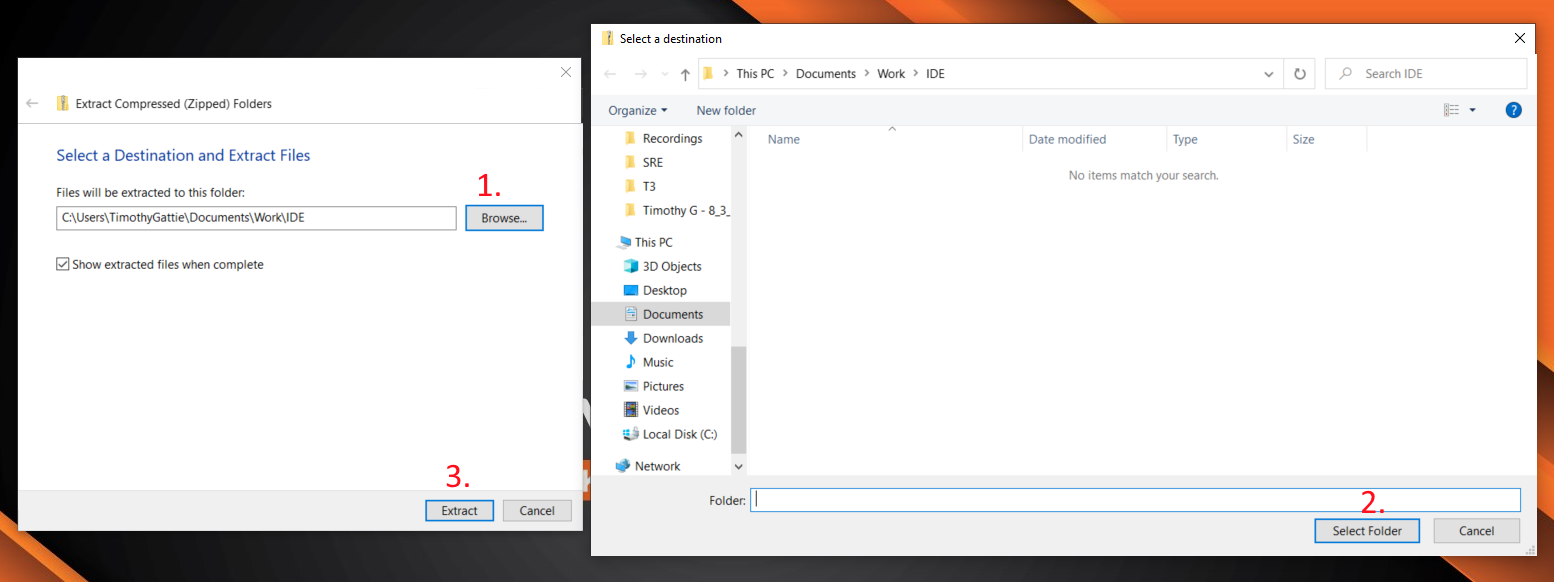 Extract Compressed (Zipped) Folders
Select a Destination and Extract Files
Files will be extracted to this folder:
1.
C:\Users\TimothyGattie\Documents\Work\IDE
Browse...
Show extracted files when complete
3.
Extract
Cancel
Select a destination
This PC > Documents > Work > IDE
Search IDE
Organize
New folder
?
Name
Date modified
Type
Size
No items match your search.
Recordings
SRE
T3
Timothy G - 8_3_
This PC
3D Objects
Desktop
Documents
Downloads
Music
Pictures
Videos
Local Disk (C:)
Network
Folder:
2.
Select Folder
Cancel